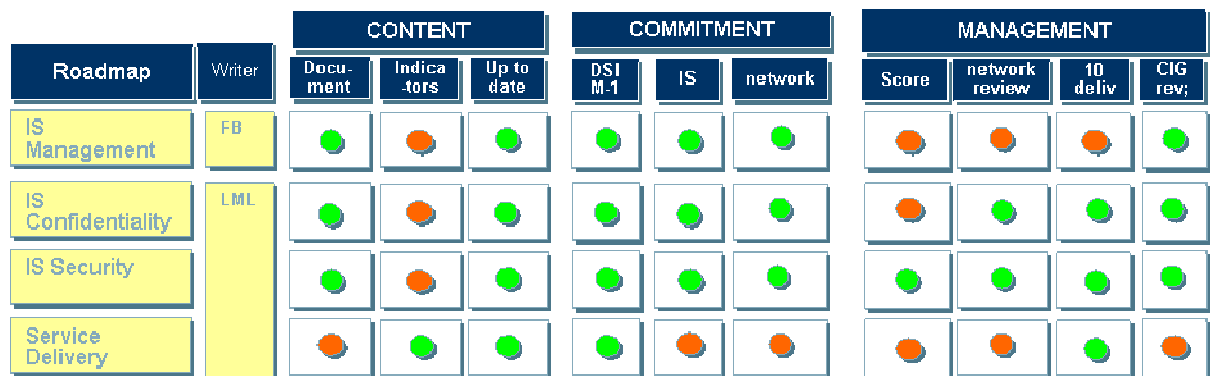 CONTENT
COMMITMENT
MANAGEMENT
Roadmap
Writer
Docu-
ment
Indica
-tors
Up to
date
DSI
M-1
IS
network
Score
network
review
10
deliv
CIG
rev;
IS
Management
FB
IS
Confidentiality
LML
IS Security
Service
Delivery